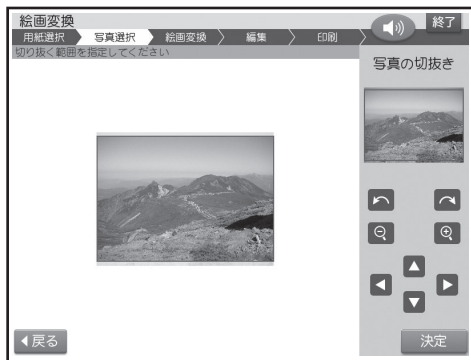 絵画変換
終了
用紙選択 写真選択 絵画変換 編集 印刷
切り抜く範囲を指定してください
写真の切抜き
戻る
決定